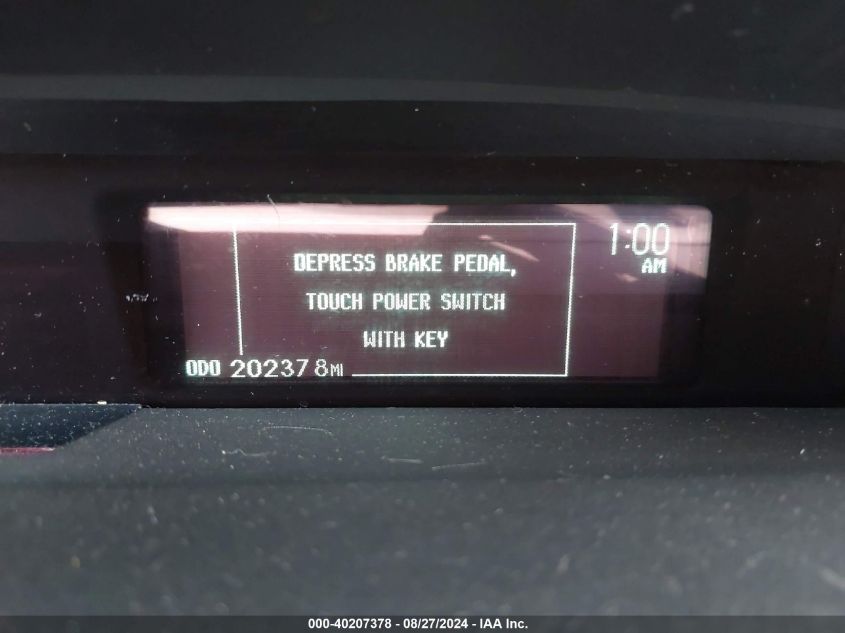 1:00
AM
DEPRESS BRAKE PEDAL,
TOUCH POWER SWITCH
WITH KEY
ODO 202378MI
000-40207378 - 08/27/2024 - IAA Inc.